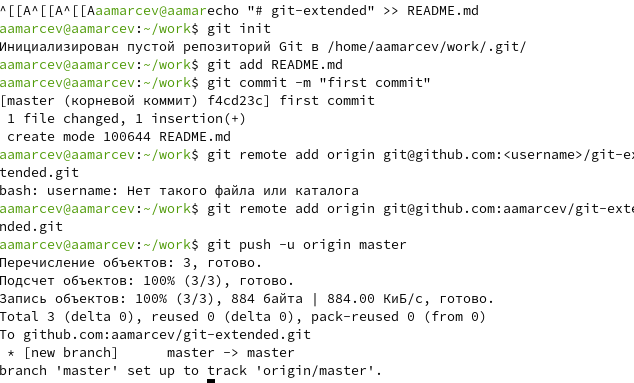 ^[[A^[[A^[[Aaamarcev@aamarecho "# git-extended" >> README.md
aamarcev@aamarcev:~/work$ git init
Инициализирован пустой репозиторий Git в /home/aamarcev/work/.git/
aamarcev@aamarcev:~/work$ git add README.md
aamarcev@aamarcev:~/work$ git commit -m "first commit"
[master (корневой коммит) f4cd23c] first commit
 1 file changed, 1 insertion(+)
 create mode 100644 README.md
aamarcev@aamarcev:~/work$ git remote add origin git@github.com:<username>/git-ex
tended.git
bash: username: Нет такого файла или каталога
aamarcev@aamarcev:~/work$ git remote add origin git@github.com:aamarcev/git-exte
nded.git
aamarcev@aamarcev:~/work$ git push -u origin master
Перечисление объектов: 3, готово.
Подсчет объектов: 100% (3/3), готово.
Запись объектов: 100% (3/3), 884 байта | 884.00 КиБ/с, готово.
Total 3 (delta 0), reused 0 (delta 0), pack-reused 0 (from 0)
To github.com:aamarcev/git-extended.git
 * [new branch]      master -> master
branch 'master' set up to track 'origin/master'.